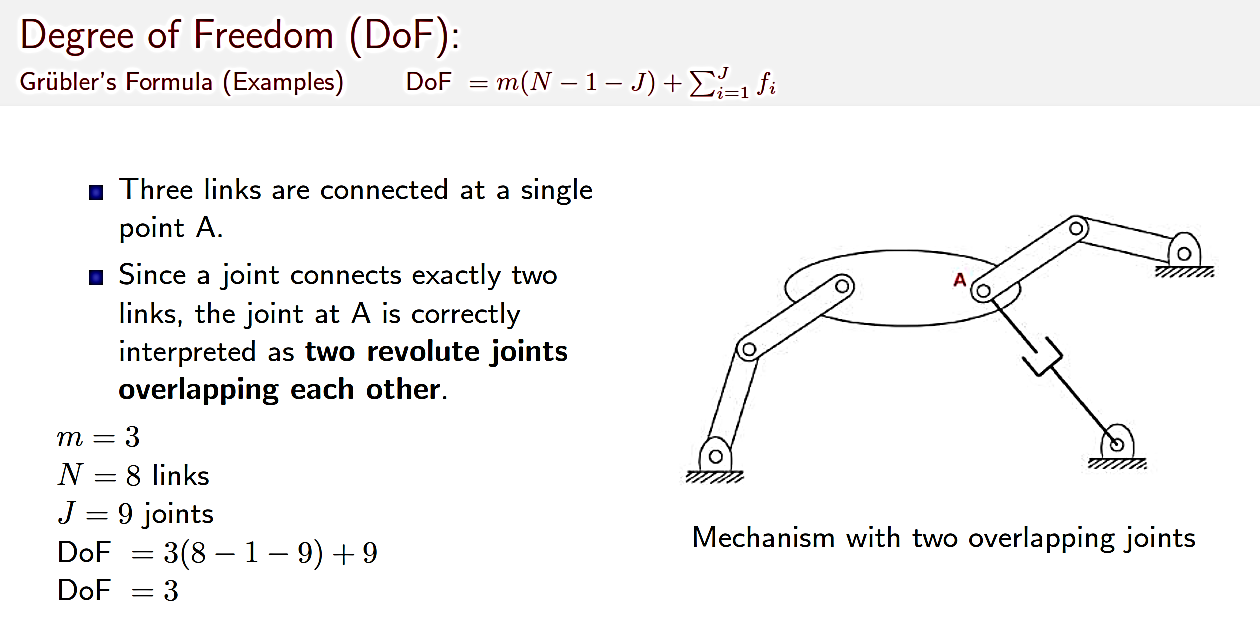 Degree of Freedom (DoF):
Grübler's Formula (Examples) DoF = m(N − 1 − J) + ∑ᴶᵢ₌₁ fᵢ
Three links are connected at a single
point A.
Since a joint connects exactly two
links, the joint at A is correctly
interpreted as two revolute joints
overlapping each other.
m = 3
N = 8 links
J = 9 joints
DoF = 3(8 − 1 − 9) + 9
DoF = 3
A
Mechanism with two overlapping joints